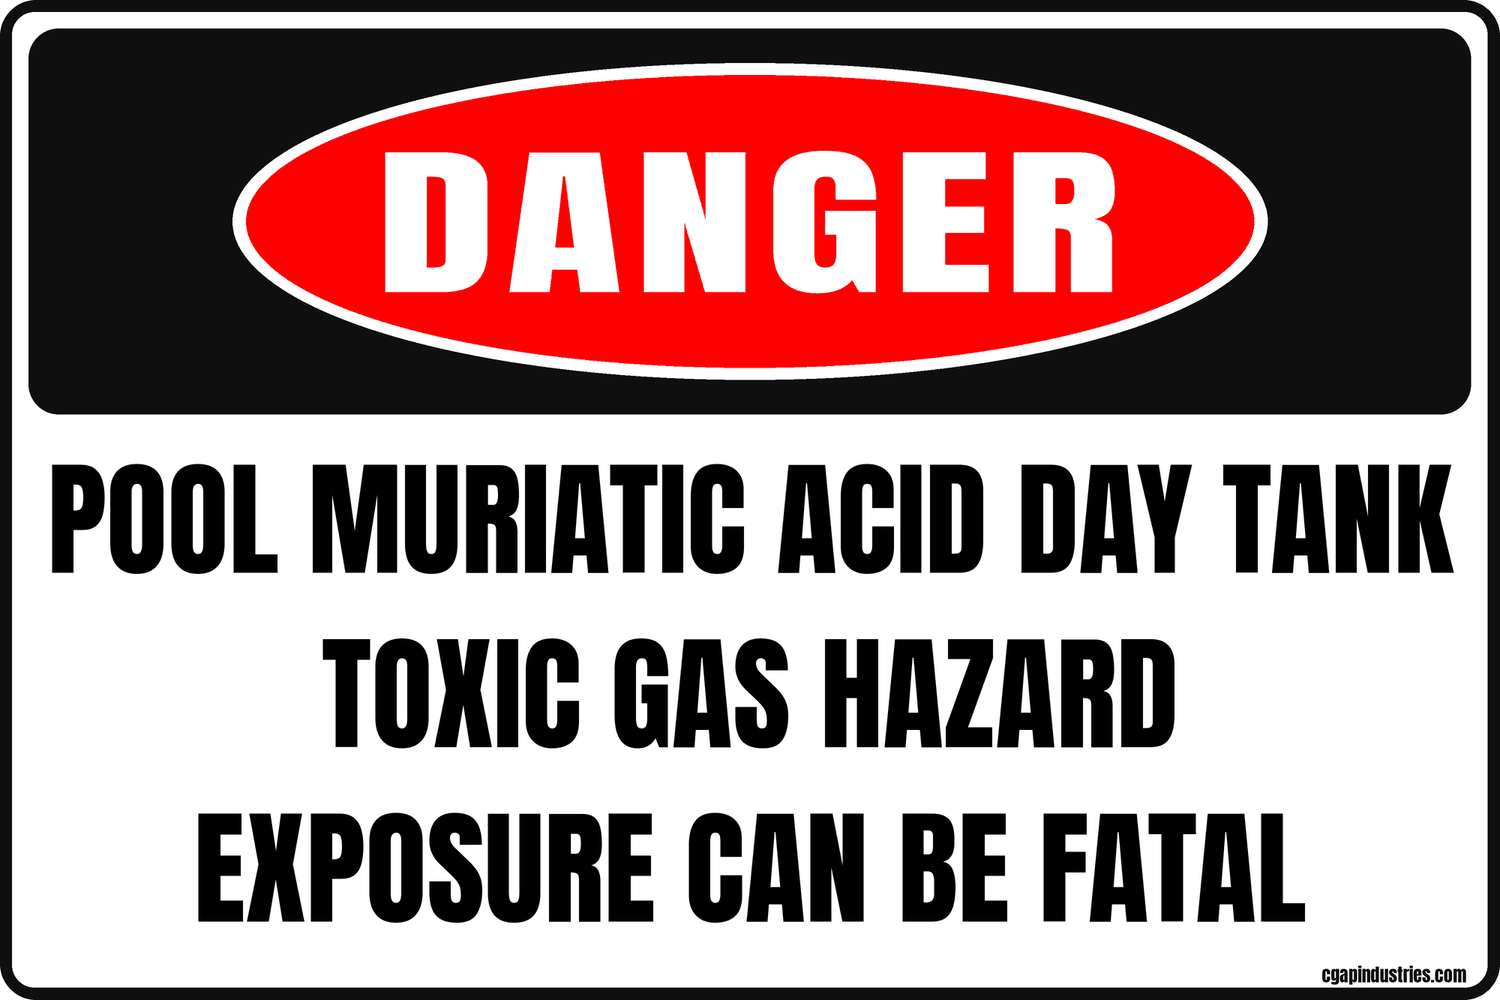 DANGER
POOL MURIATIC ACID DAY TANK
TOXIC GAS HAZARD
EXPOSURE CAN BE FATAL
cgapindustries.com